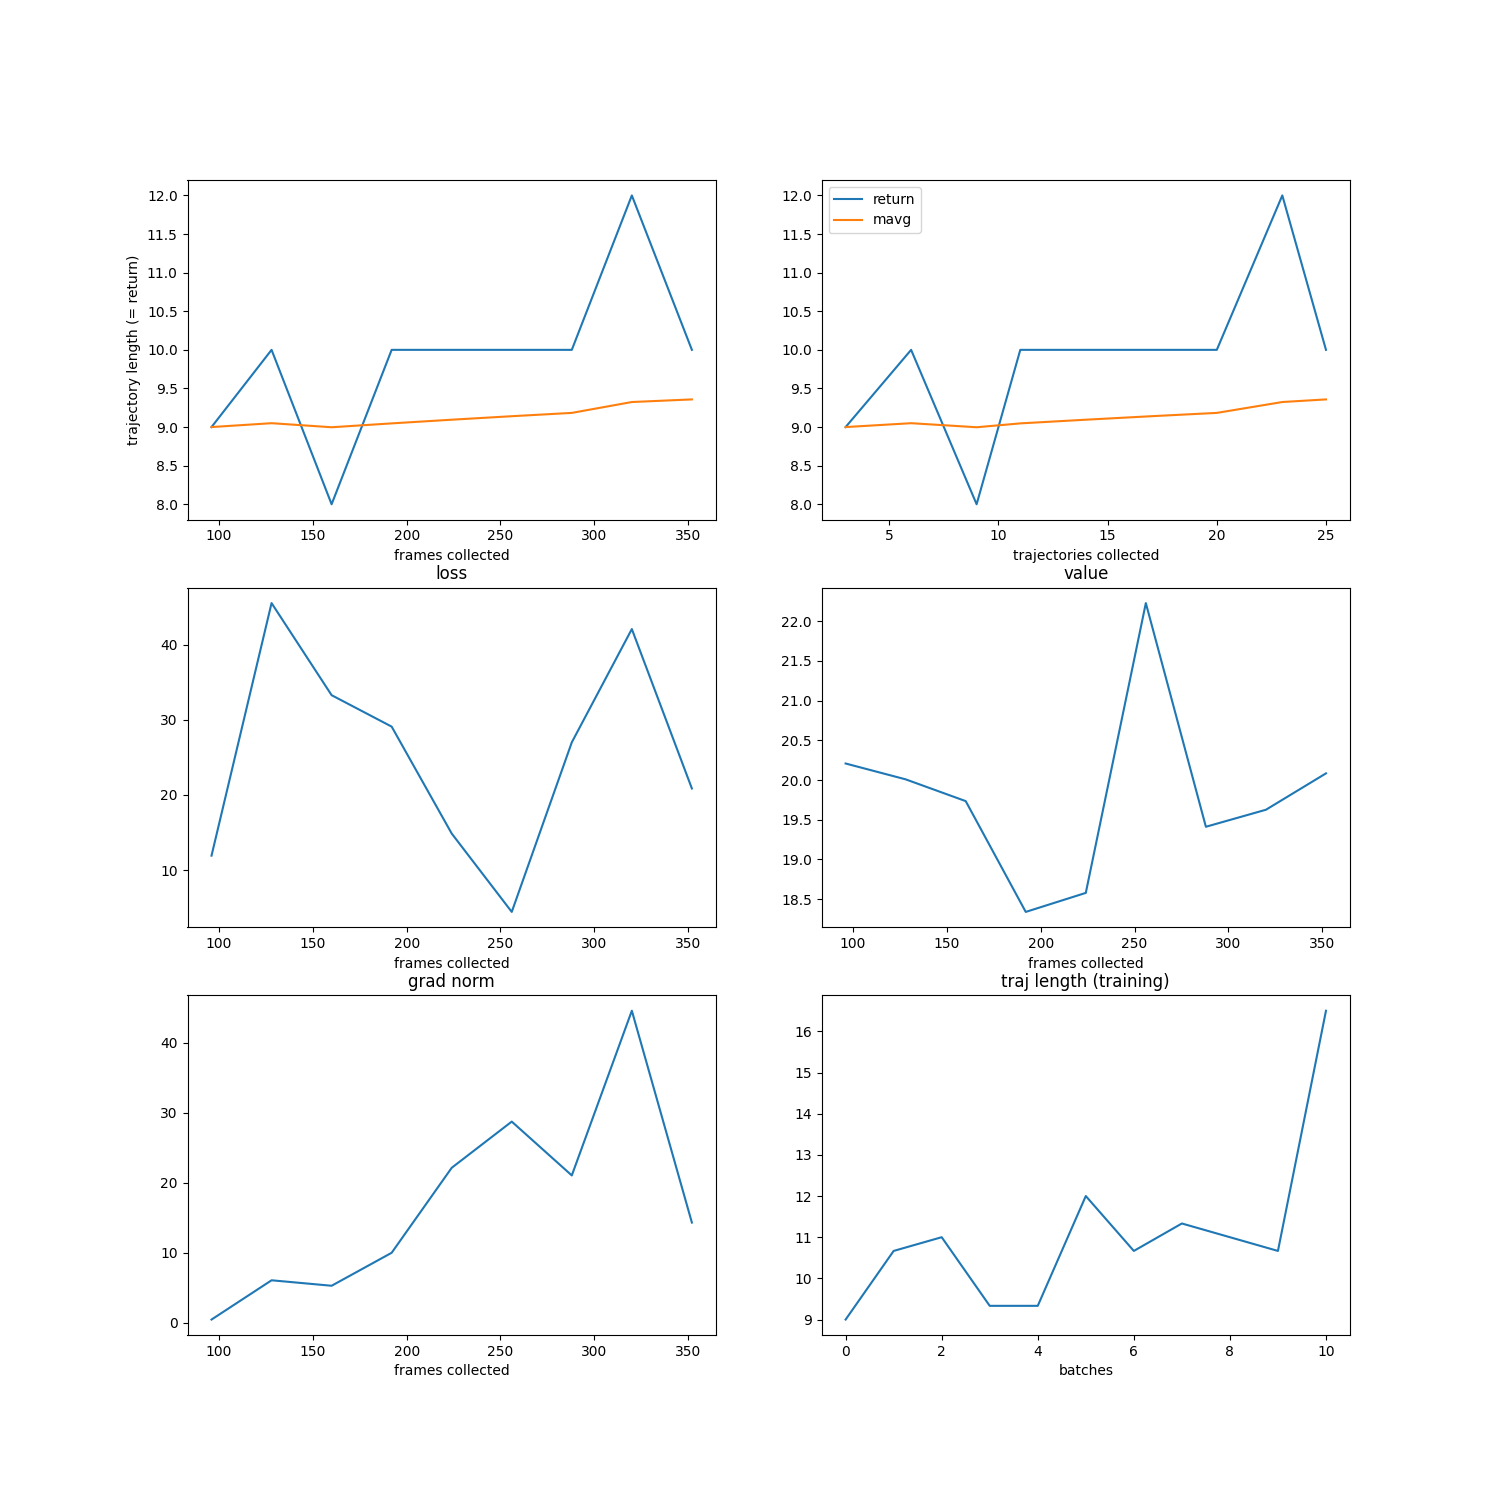 12.0
11.5
11.0
10.5
10.0
9.5
9.0
8.5
8.0
trajectory length (= return)
100 150 200 250 300 350
frames collected
return
mavg
12.0
11.5
11.0
10.5
10.0
9.5
9.0
8.5
8.0
5 10 15 20 25
trajectories collected
loss
40
30
20
10
100 150 200 250 300 350
frames collected
value
22.0
21.5
21.0
20.5
20.0
19.5
19.0
18.5
100 150 200 250 300 350
frames collected
grad norm
40
30
20
10
0
100 150 200 250 300 350
frames collected
traj length (training)
16
15
14
13
12
11
10
9
0 2 4 6 8 10
batches